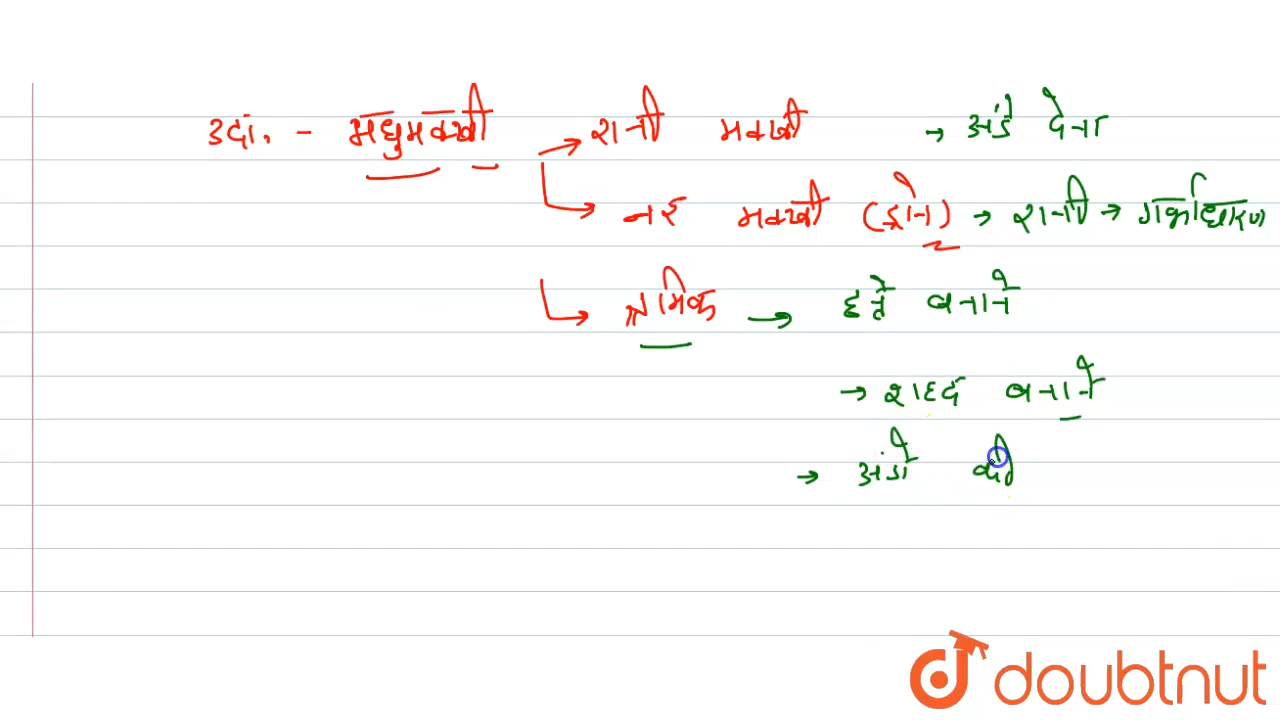 उदा. - मधुमक्खी → रानी मक्खी → अंडे देना
→ नर मक्खी (ड्रोन) → रानी → गर्भाधारण
→ श्रमिक → छत्ते बनाने
→ शहद बनाने
→ अंडो की
doubtnut